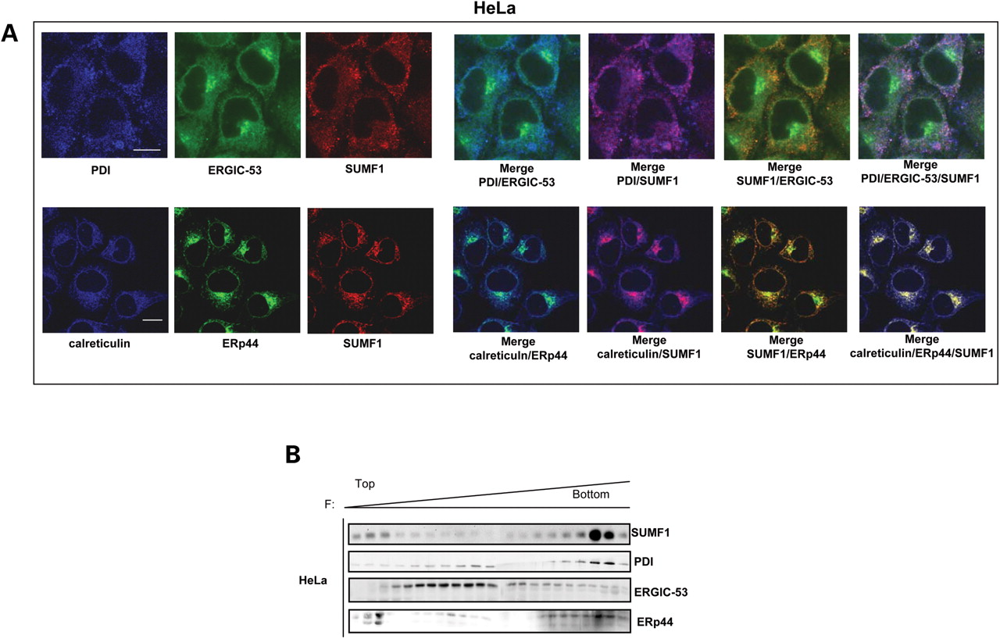 HeLa
A
PDI
ERGIC-53
SUMF1
Merge
PDI/ERGIC-53
Merge
PDI/SUMF1
Merge
SUMF1/ERGIC-53
Merge
PDI/ERGIC-53/SUMF1
calreticulin
ERp44
SUMF1
Merge
calreticuln/ERp44
Merge
calreticulin/SUMF1
Merge
SUMF1/ERp44
Merge
calreticulin/ERp44/SUMF1
B
Top
F:
Bottom
SUMF1
PDI
HeLa
ERGIC-53
ERp44